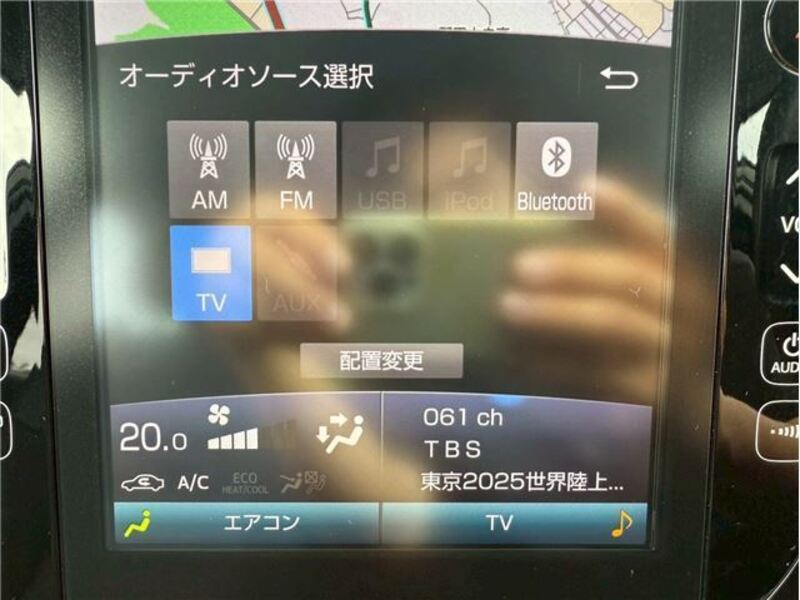 オーディオソース選択
AM
FM
USB
iPod
Bluetooth
TV
AUX
配置変更
20.0
A/C
ECO
HEAT/COOL
061 ch
TBS
東京2025世界陸上...
エアコン
TV
VO
AUD